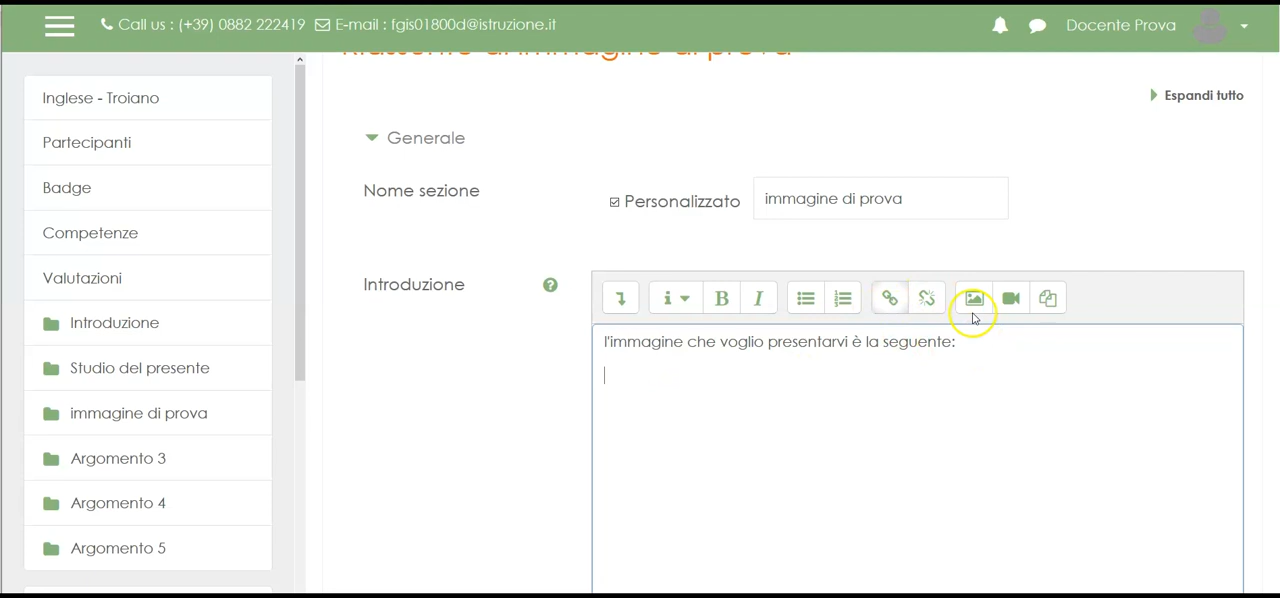 Call us : (+39) 0882 222419 E-mail : fgis01800d@istruzione.it
Docente Prova
di prova
Espandi tutto
Inglese - Troiano
Partecipanti
Badge
Competenze
Valutazioni
Introduzione
Studio del presente
immagine di prova
Argomento 3
Argomento 4
Argomento 5
Generale
Nome sezione
Personalizzato
immagine di prova
Introduzione
i B I
l'immagine che voglio presentarvi è la seguente: